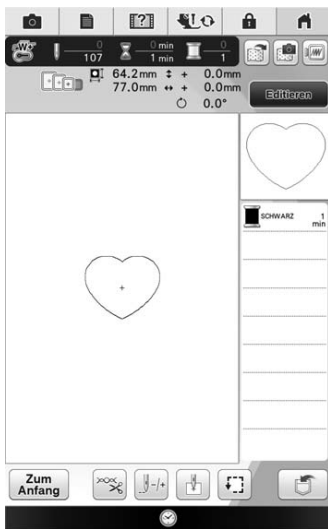 W+
0
107
0 min
1 min
0
1
64.2mm + 0.0mm
77.0mm + 0.0mm
0.0°
Editieren
SCHWARZ 1
min
Zum
Anfang
-/+